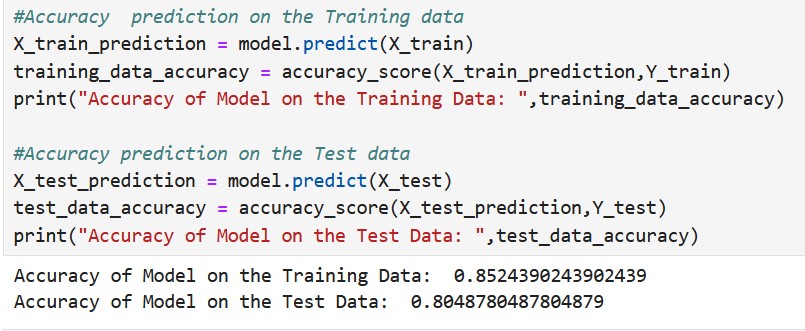 #Accuracy  prediction on the Training data
X_train_prediction = model.predict(X_train)
training_data_accuracy = accuracy_score(X_train_prediction,Y_train)
print("Accuracy of Model on the Training Data: ",training_data_accuracy)
#Accuracy prediction on the Test data
X_test_prediction = model.predict(X_test)
test_data_accuracy = accuracy_score(X_test_prediction,Y_test)
print("Accuracy of Model on the Test Data: ",test_data_accuracy)
Accuracy of Model on the Training Data:  0.8524390243902439
Accuracy of Model on the Test Data:  0.8048780487804879